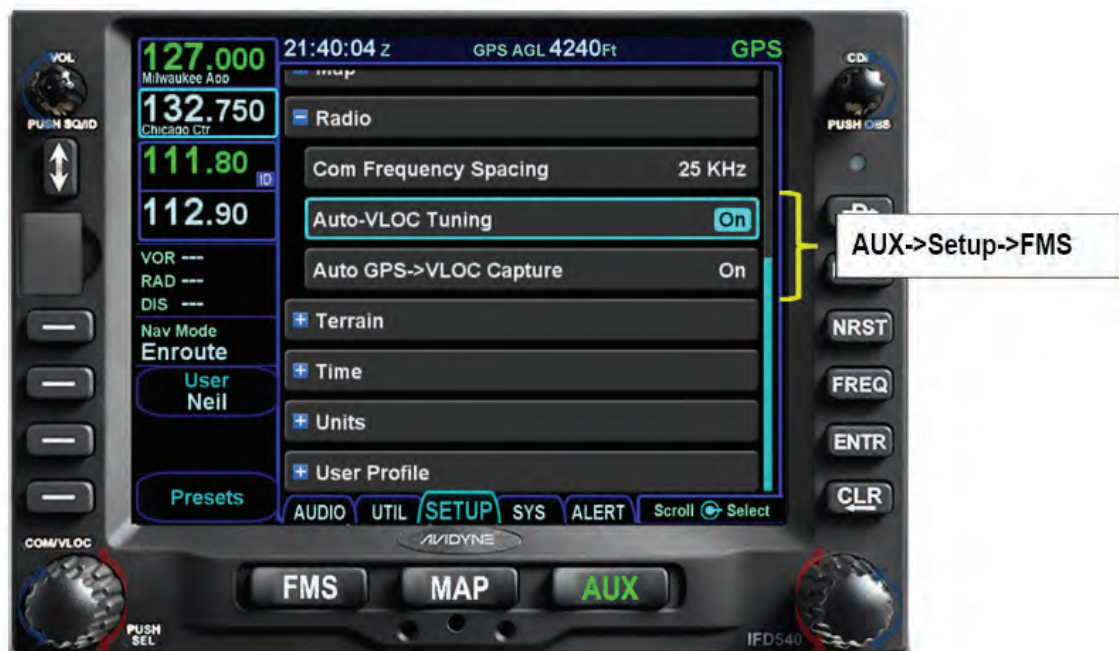 VOL
PUSH SQ/ID
127.000
Milwaukee App
132.750
Chicago Ctr
111.80
ID
112.90
VOR ---
RAD ---
DIS ---
Nav Mode
Enroute
User
Neil
Presets
21:40:04 Z GPS AGL 4240Ft GPS
Map
Radio
Com Frequency Spacing 25 KHz
Auto-VLOC Tuning On
Auto GPS->VLOC Capture On
Terrain
Time
Units
User Profile
AUDIO UTIL SETUP SYS ALERT Scroll Select
CDI
PUSH OBS
AUX->Setup->FMS
NRST
FREQ
ENTR
CLR
AVIDYNE
COM/VLOC
PUSH
SEL
FMS MAP AUX
IFD540